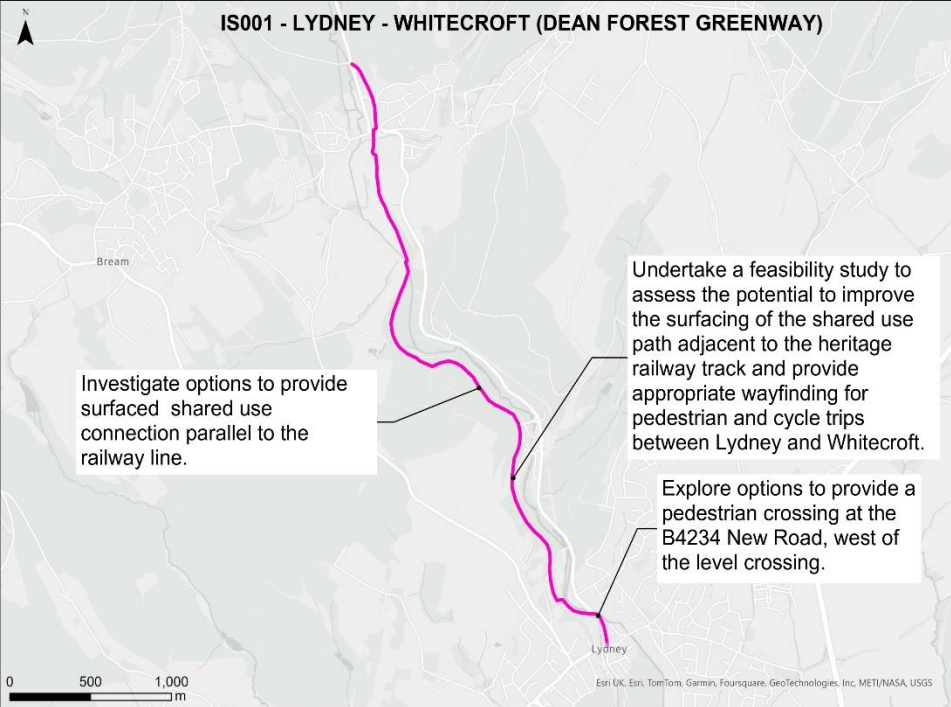 N
IS001 - LYDNEY - WHITECROFT (DEAN FOREST GREENWAY)
Bream
Undertake a feasibility study to
assess the potential to improve
the surfacing of the shared use
path adjacent to the heritage
railway track and provide
appropriate wayfinding for
pedestrian and cycle trips
between Lydney and Whitecroft.
Investigate options to provide
surfaced shared use
connection parallel to the
railway line.
Explore options to provide a
pedestrian crossing at the
B4234 New Road, west of
the level crossing.
Lydney
0 500 1,000
m
Esri UK, Esri, TomTom, Garmin, Foursquare, GeoTechnologies, Inc, METI/NASA, USGS